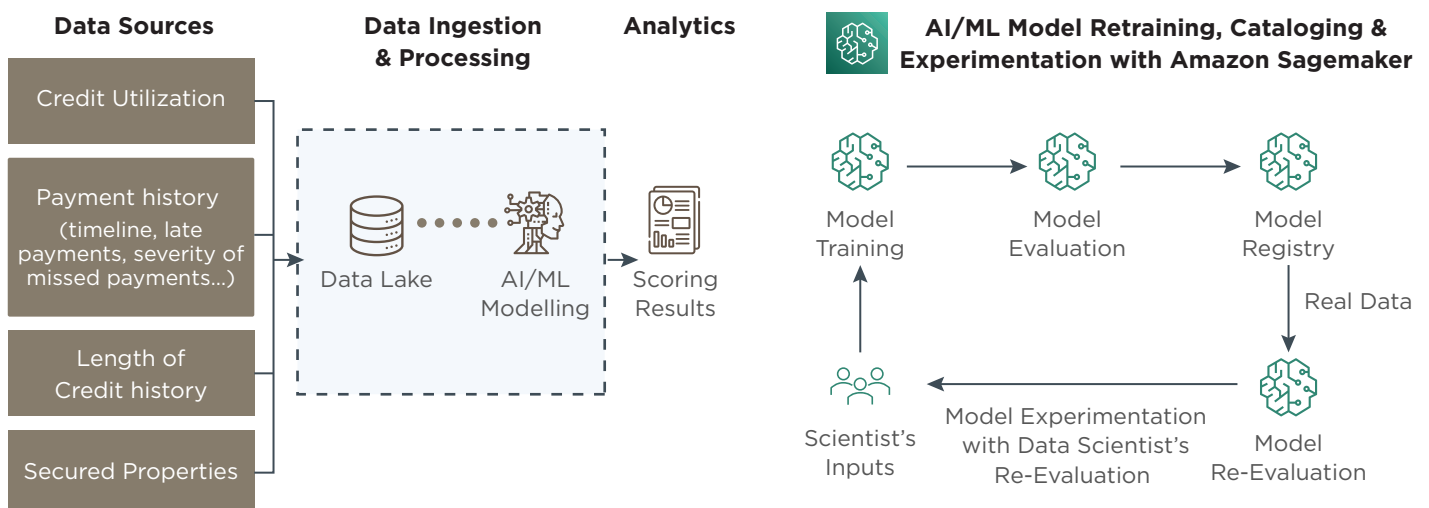 Data Sources
Data Ingestion
& Processing
Analytics
Credit Utilization
Payment history
(timeline, late
payments, severity of
missed payments...)
Length of
Credit history
Secured Properties
Data Lake
AI/ML
Modelling
Scoring
Results
AI/ML Model Retraining, Cataloging &
Experimentation with Amazon Sagemaker
Model
Training
Model
Evaluation
Model
Registry
Real Data
Model
Re-Evaluation
Model Experimentation
with Data Scientist’s
Re-Evaluation
Scientist’s
Inputs